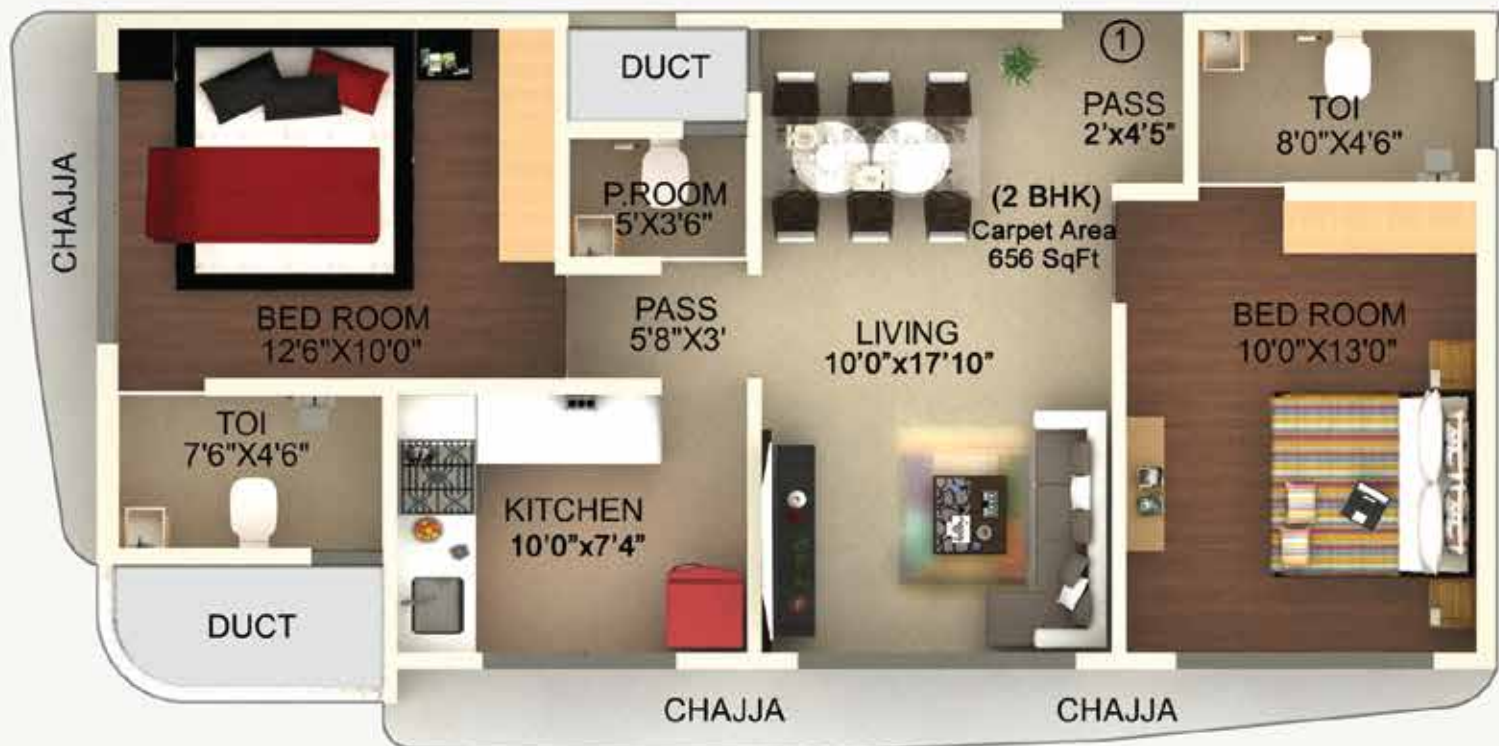 DUCT
1
PASS
2'x4'5"
TOI
8'0"X4'6"
CHAJJA
P.ROOM
5'X3'6"
(2 BHK)
Carpet Area
656 SqFt
BED ROOM
12'6"X10'0"
PASS
5'8"X3'
LIVING
10'0"x17'10"
BED ROOM
10'0"X13'0"
TOI
7'6"X4'6"
KITCHEN
10'0"x7'4"
DUCT
CHAJJA
CHAJJA